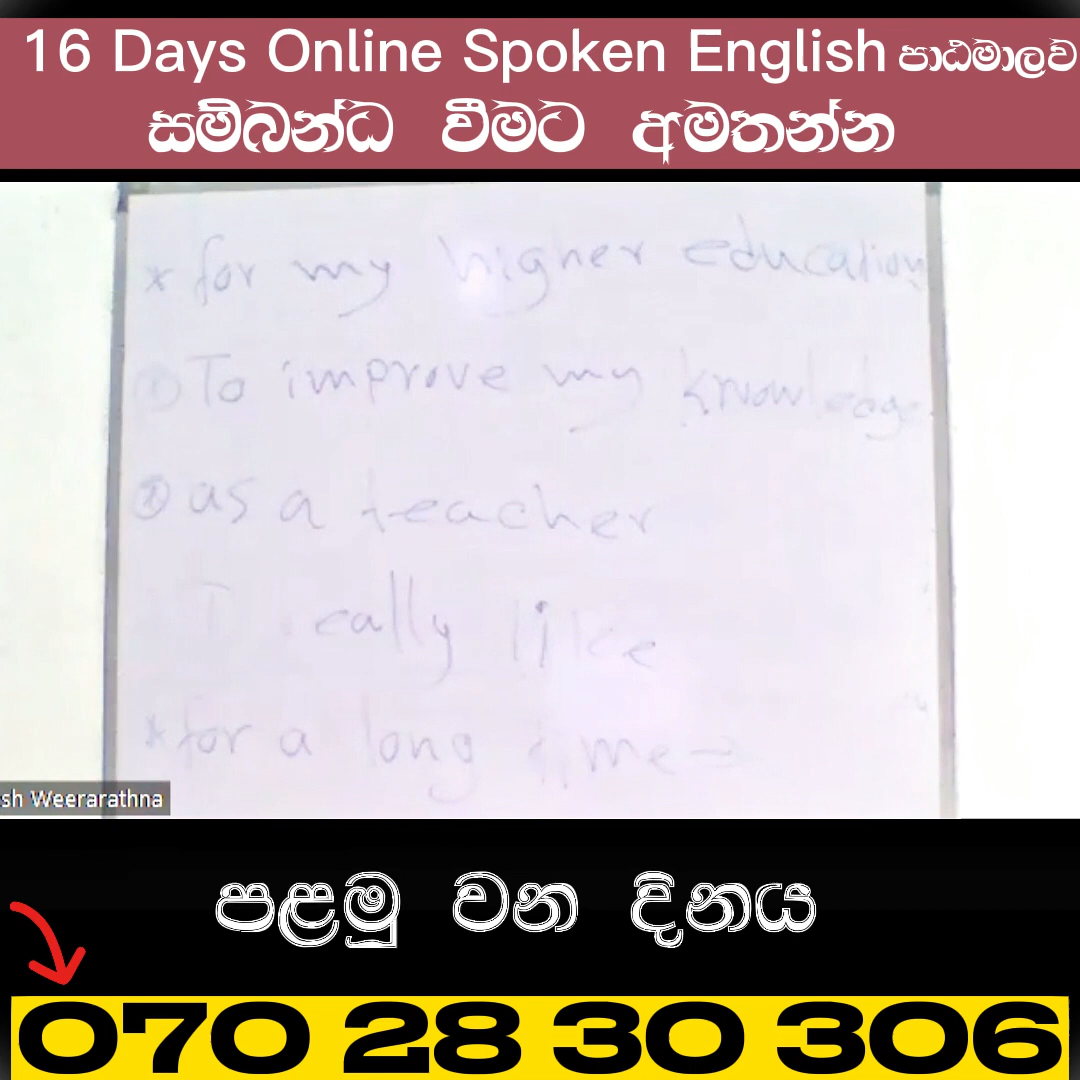 16 Days Online Spoken English පාඨමාලව
සම්බන්ධ වීමට අමතන්න
* for my higher education
① To improve my knowledge
as a teacher
I really like
* for a long time →
sh Weerarathna
පළමු වන දිනය
070 28 30 306